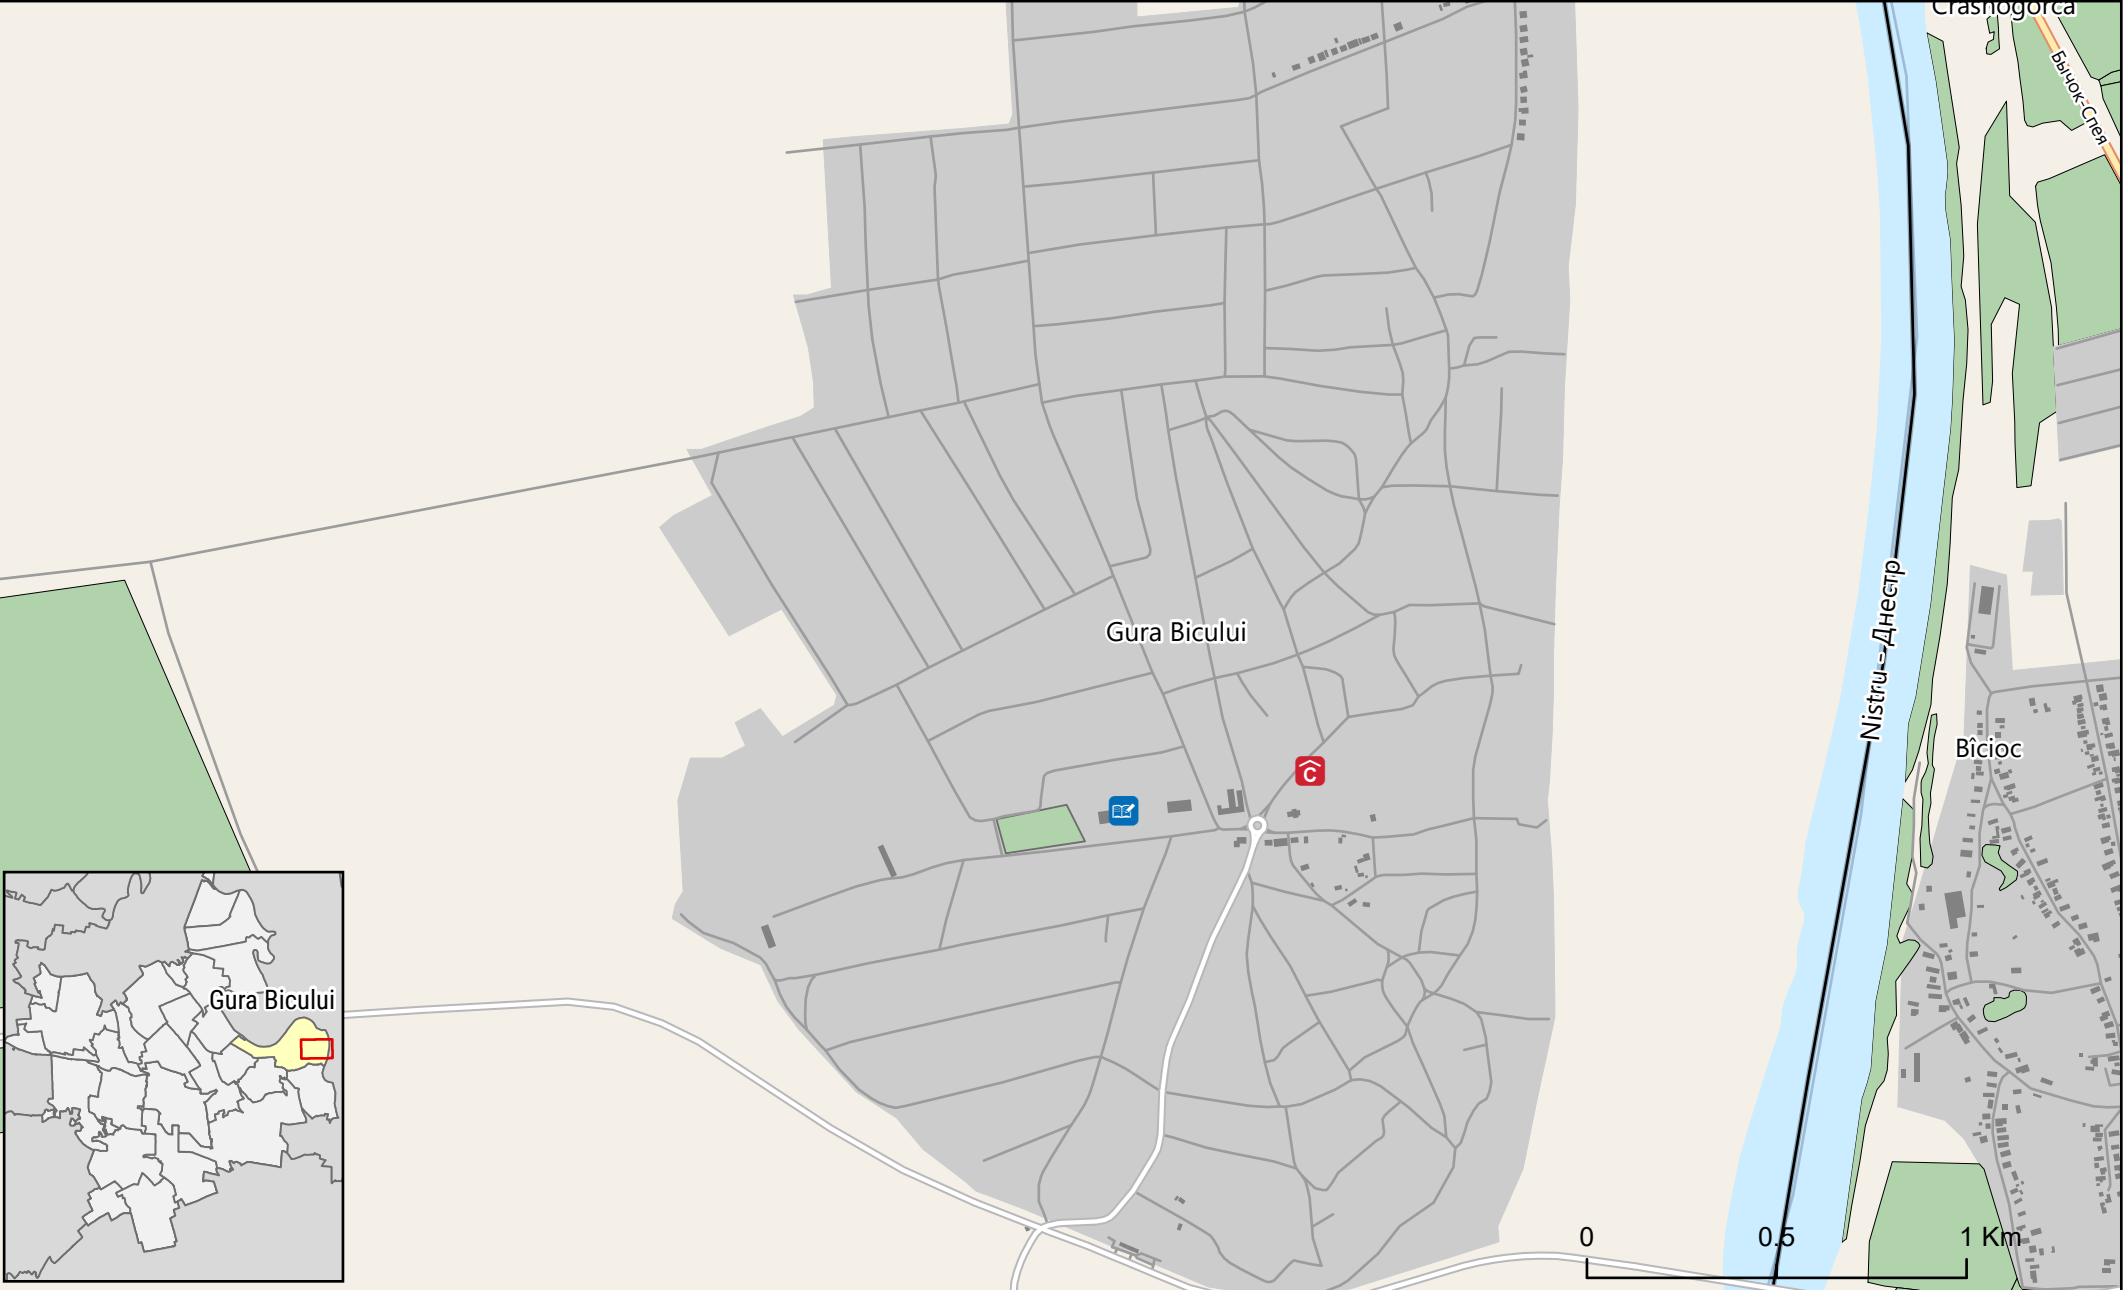 Crasnogorca
Бычок-Спея
Gura Bicului
Nistru - Днестр
Bîcioc
C
Gura Bicului
0 0.5 1 Km